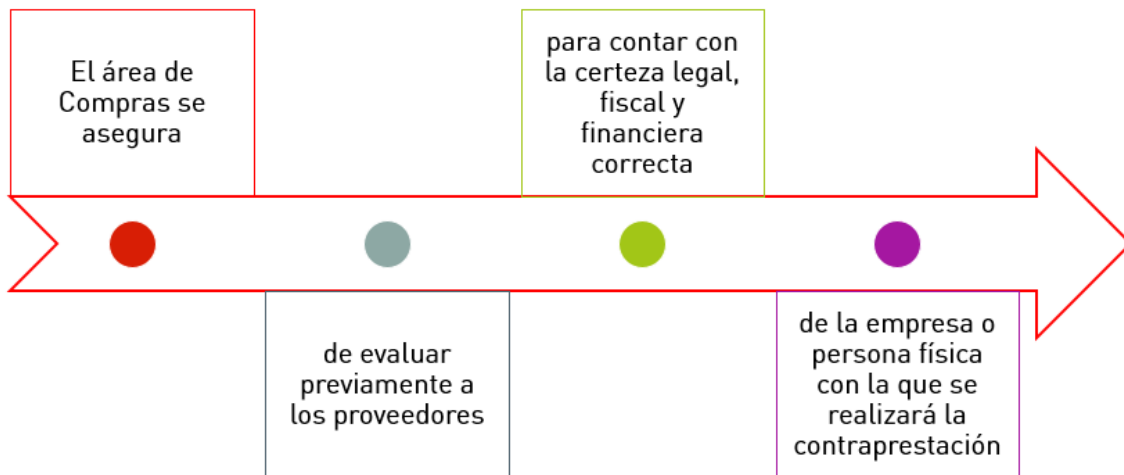 El área de
Compras se
asegura
de evaluar
previamente a
los proveedores
para contar con
la certeza legal,
fiscal y
financiera
correcta
de la empresa o
persona física
con la que se
realizará la
contraprestación